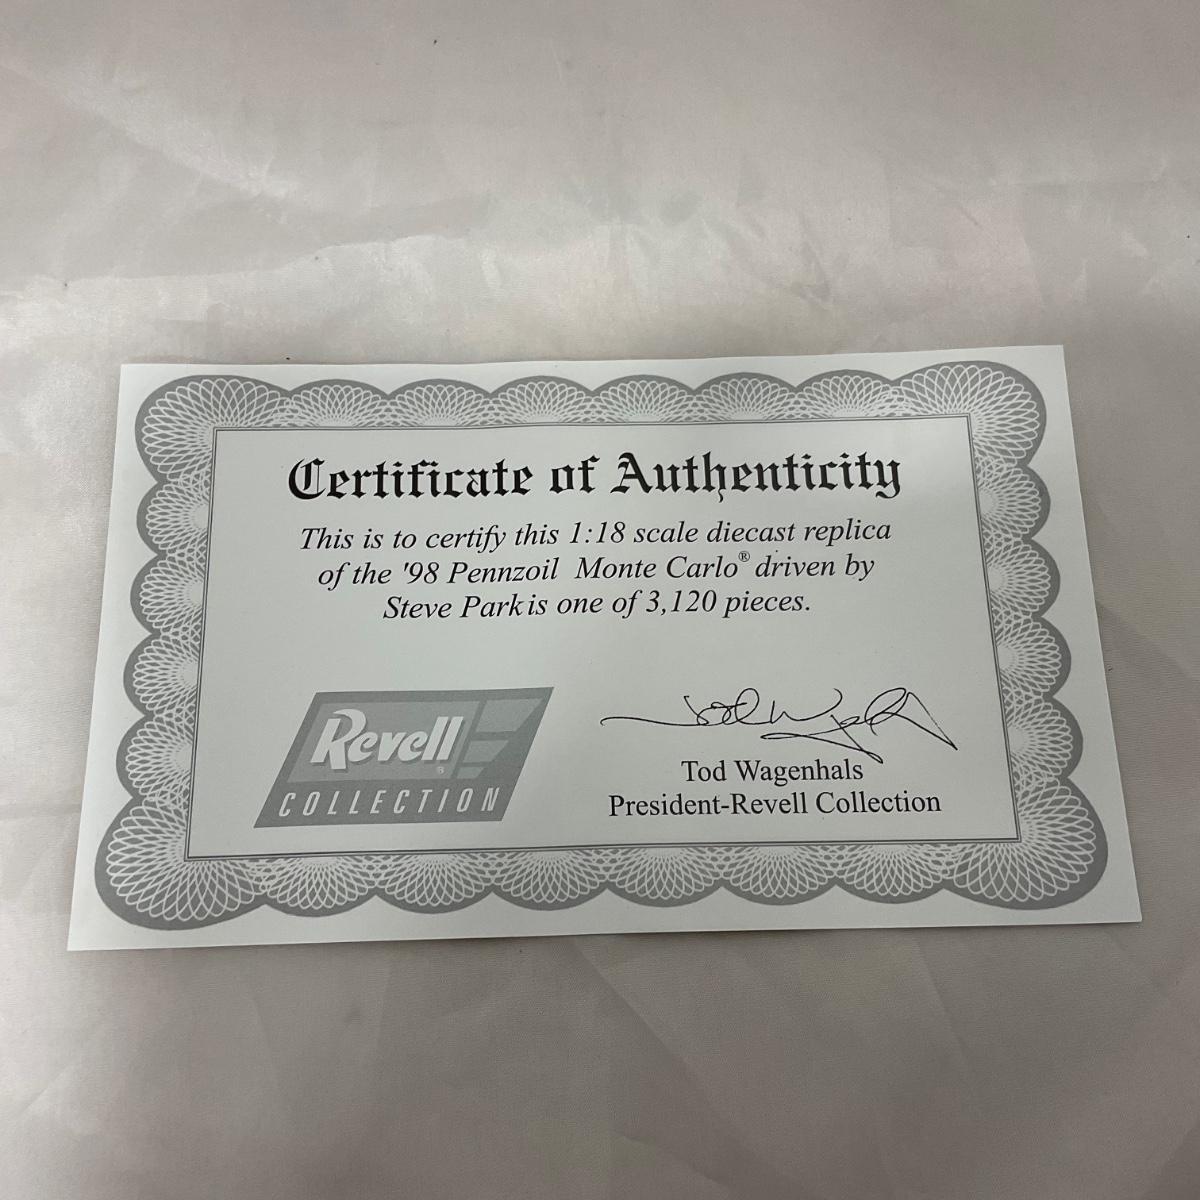 Certificate of Authenticity
This is to certify this 1:18 scale diecast replica
of the '98 Pennzoil Monte Carlo® driven by
Steve Park is one of 3,120 pieces.
Revell®
COLLECTION
Tod Wagenhals
President-Revell Collection